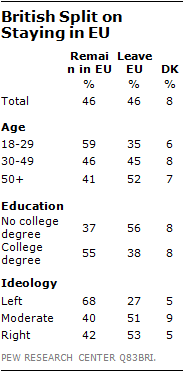 British Split on
Staying in EU
Remai Leave
n in EU EU DK
% % %
Total 46 46 8
Age
18-29 59 35 6
30-49 46 45 8
50+ 41 52 7
Education
No college
degree 37 56 8
College
degree 55 38 8
Ideology
Left 68 27 5
Moderate 40 51 9
Right 42 53 5
PEW RESEARCH CENTER Q83BRI.